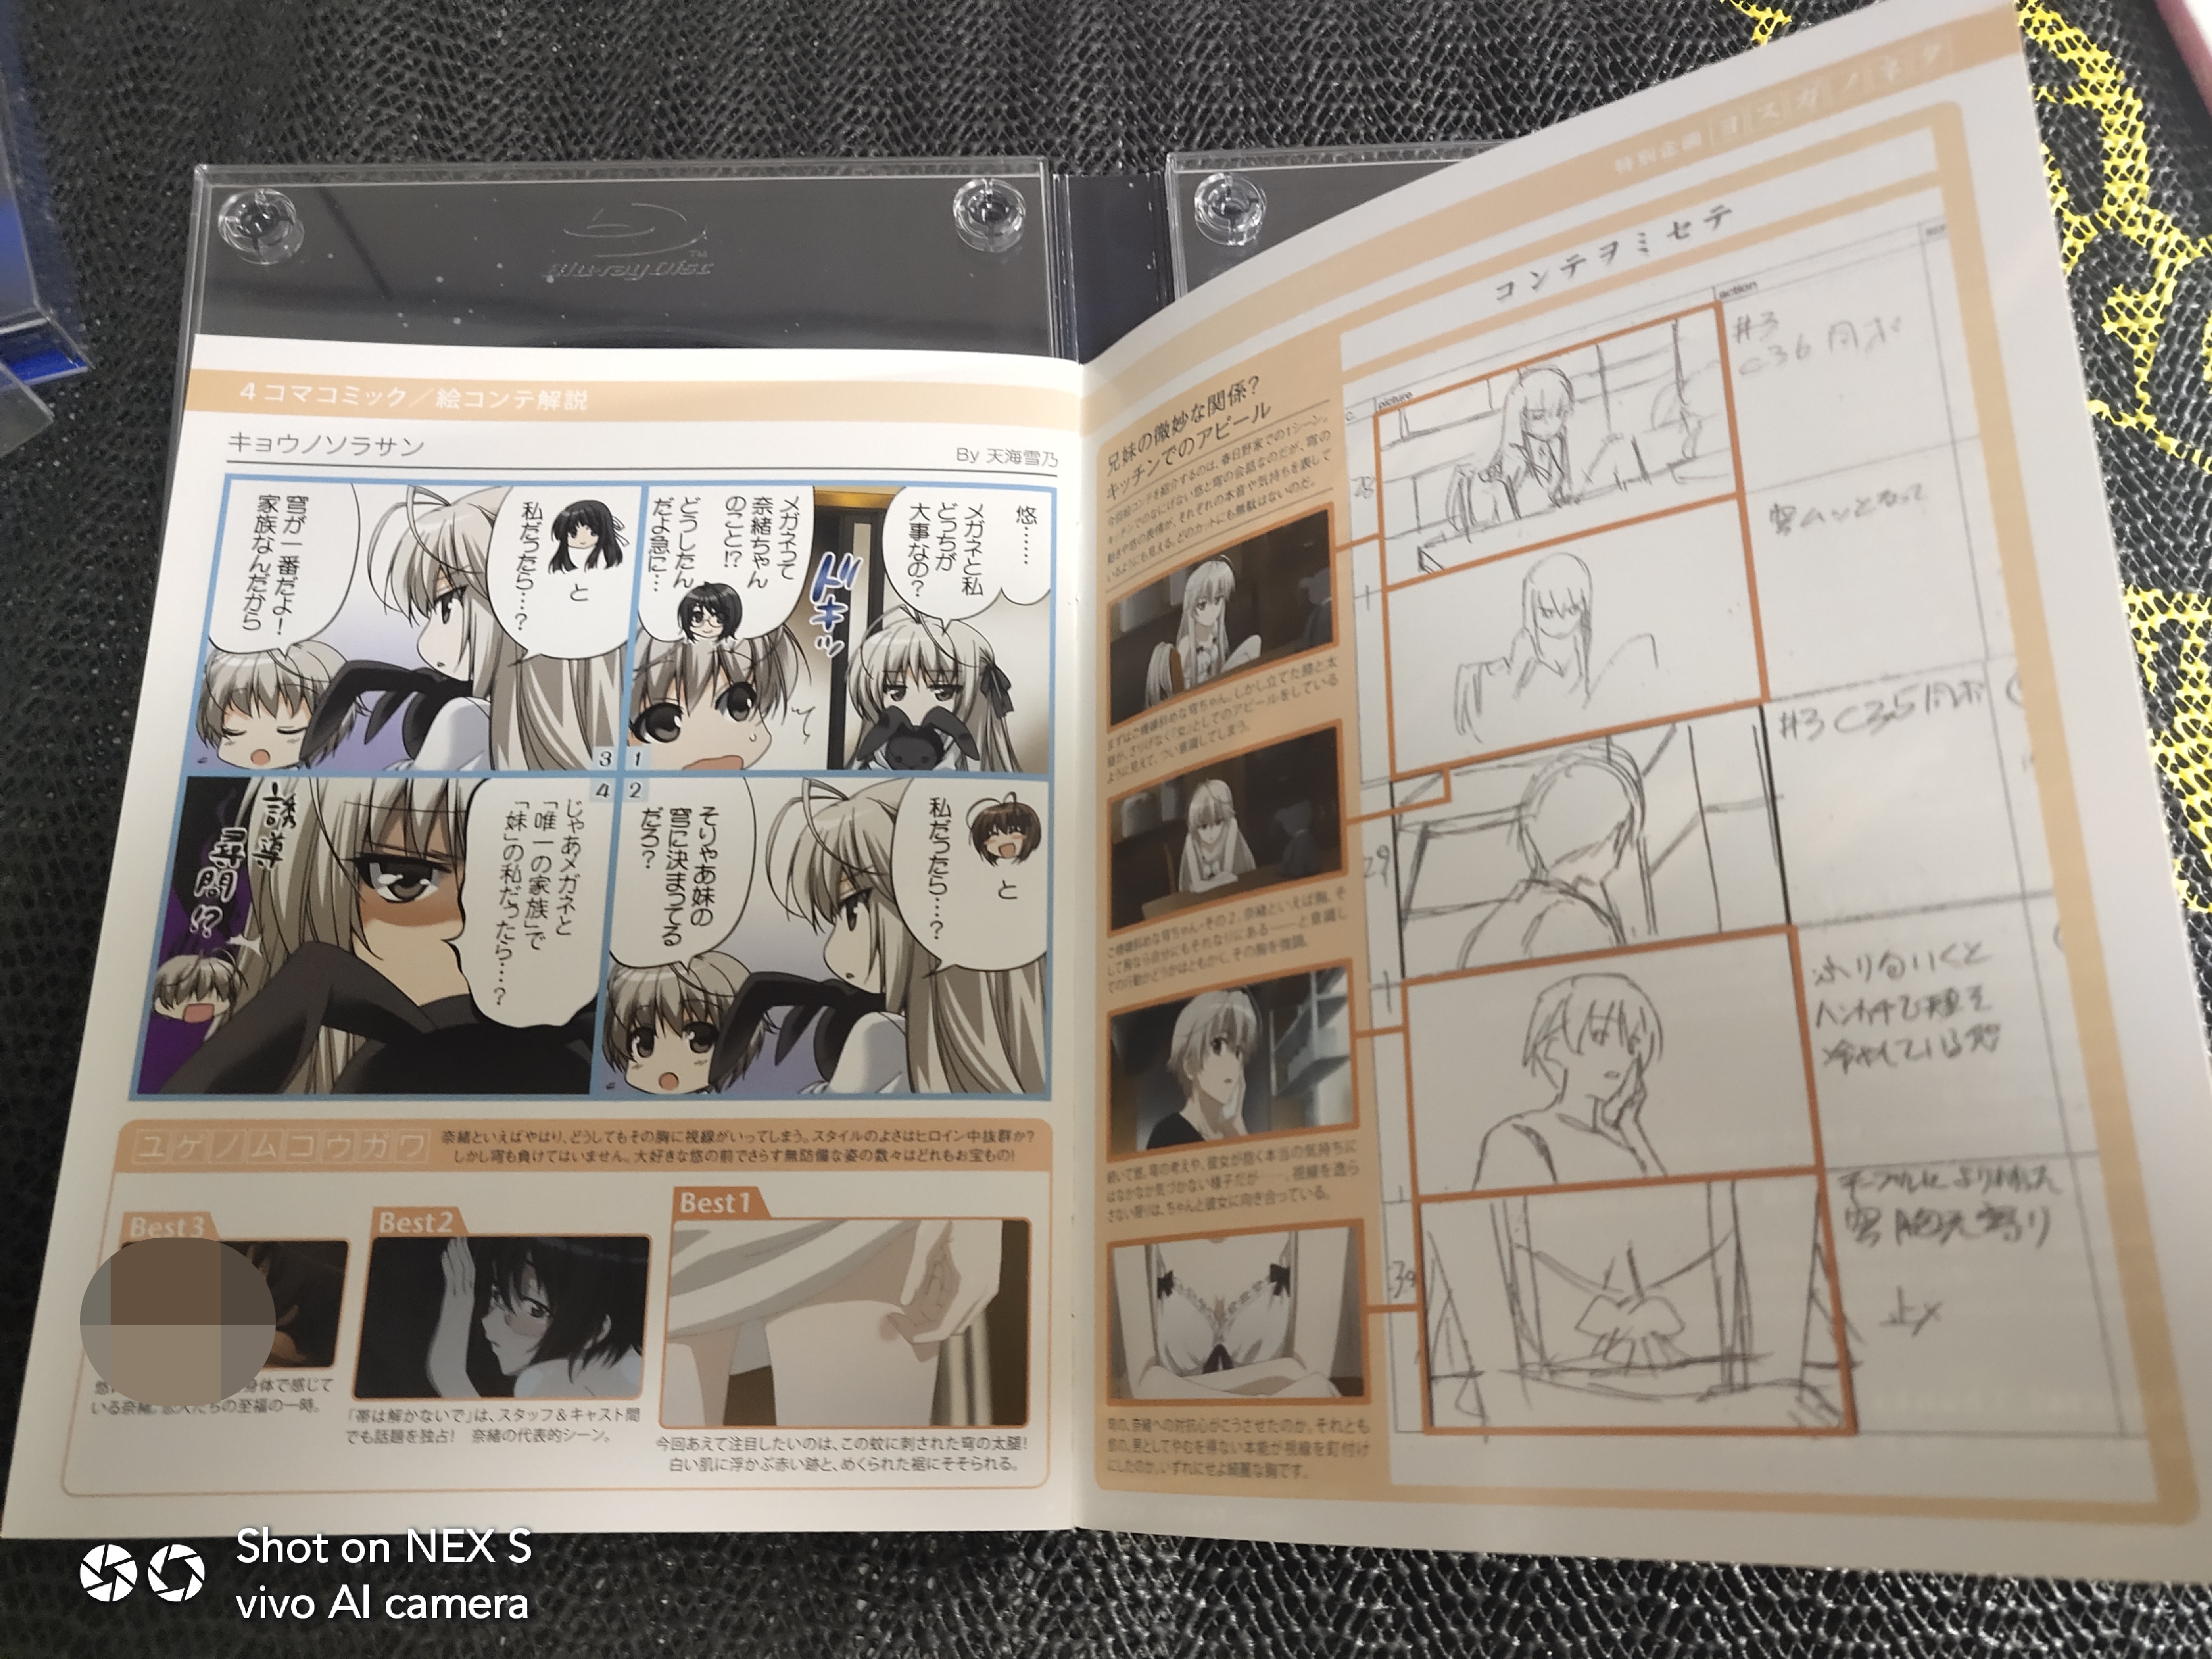 Blu-ray Disc
TM
4コマコミック／絵コンテ解説
キョウノソラサン
By 天海雪乃
悠……
メガネと私
どっちが
大事なの？
ドキッ
メガネって
奈緒ちゃん
のこと!?
どうしたん
だよ急に…
1
と
私だったら…？
そりゃあ妹の
穹に決まってる
だろ？
2
と
私だったら…？
穹が一番だよ！
家族なんだから
3
じゃあメガネと
「唯一の家族」で
「妹」の私だったら…？
誘導
尋問!?
4
ユゲノムコウガワ
奈緒といえばやはり、どうしてもその胸に視線がいってしまう。スタイルのよさはヒロイン中抜群か？
しかし穹も負けてはいません。大好きな悠の前でさらす無防備な姿の数々はどれもお宝もの！
Best3
身体で感じて
いる奈緒。恋人たちの至福の一時。
Best2
「帯は解かないで」は、スタッフ＆キャスト間
でも話題を独占！　奈緒の代表的シーン。
Best1
今回あえて注目したいのは、この蚊に刺された穹の太腿！
白い肌に浮かぶ赤い跡と、めくられた裾にそそられる。
特別企画 ヨスガノネタ
コンテヲミセテ
兄妹の微妙な関係？
キッチンでのアピール
今回絵コンテを紹介するのは、春日野家での1シーン。
キッチンでのなにげない悠と穹の会話なのだが、穹の
動きや悠の表情が、それぞれの本音や気持ちを表して
いるようにも見える。どのカットにも無駄はないのだ。
まずはご機嫌斜めな穹ちゃん。しかし立てた膝と太
腿が、さりげなく「女」としてのアピールをしている
ように見えて、つい意識してしまう。
ご機嫌斜めな穹ちゃん・その2。奈緒といえば胸、そ
して胸なら自分にもそれなりにある——と意識し
ての行動かどうかはともかく、その胸を強調。
続いて悠。穹の考えや、彼女が抱く本当の気持ちに
はなかなか気づかない様子だが——。視線を逸ら
さない限りは、ちゃんと彼女に向き合っている。
穹の、奈緒への対抗心がこうさせたのか。それとも
悠の、男としてやむを得ない本能が視線を釘付け
にしたのか。いずれにせよ綺麗な胸です。
c.
picture
action
28
#3
C36 同ポ
穹ムッとなって
29
#3 C35 同ポ
ふりむくと
ハンカチで頬を
冷やしている悠
30
テーブルによりかかった
穹 胸元寄り
Shot on NEX S
vivo AI camera